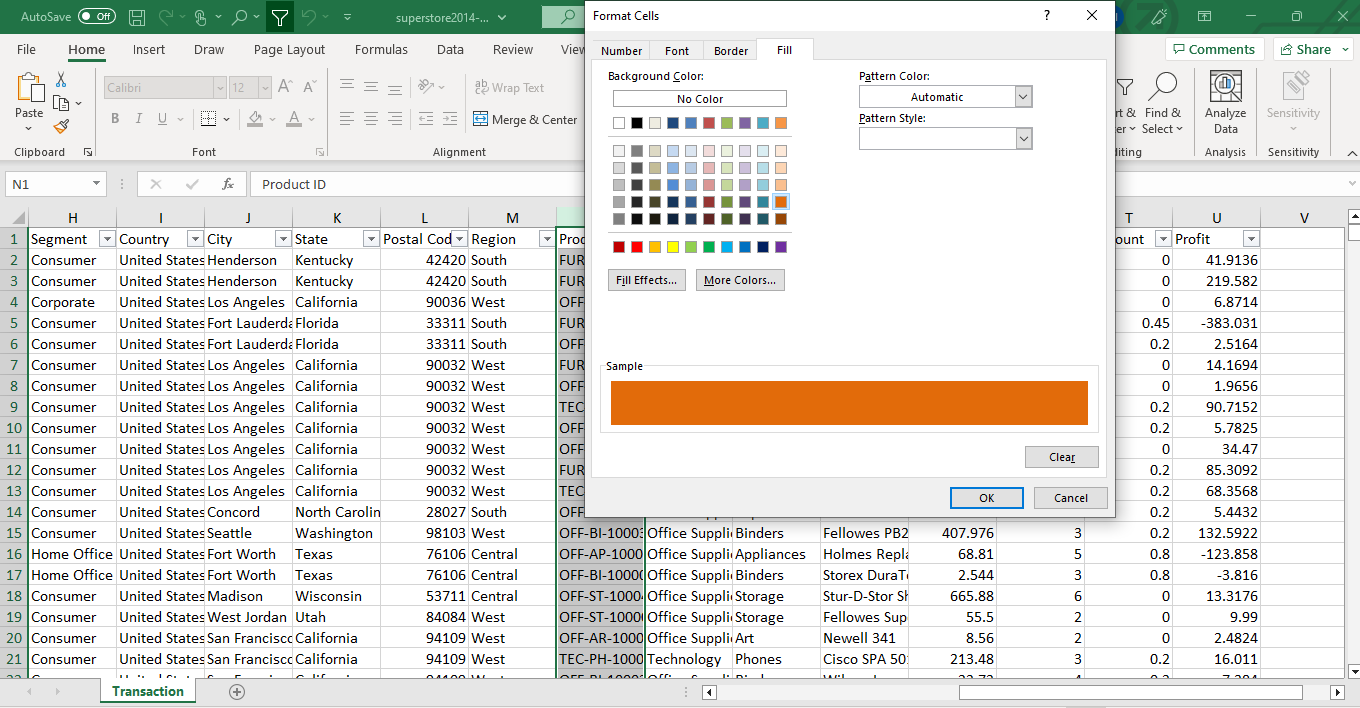 AutoSave Off superstore2014-...
File Home Insert Draw Page Layout Formulas Data Review View Comments Share
Paste Calibri 12 Wrap Text Merge & Center Find & Select Analyze Data Sensitivity
Clipboard Font Alignment Analysis Sensitivity
N1 fx Product ID
Format Cells ?
Number Font Border Fill
Background Color: Pattern Color:
No Color Automatic
Pattern Style:
Fill Effects... More Colors...
Sample
Clear
OK Cancel
H I J K L M T U V
1 Segment Country City State Postal Cod Region Proc ount Profit
2 Consumer United States Henderson Kentucky 42420 South FUR 0 41.9136
3 Consumer United States Henderson Kentucky 42420 South FUR 0 219.582
4 Corporate United States Los Angeles California 90036 West OFF 0 6.8714
5 Consumer United States Fort Lauderda Florida 33311 South FUR 0.45 -383.031
6 Consumer United States Fort Lauderda Florida 33311 South OFF 0.2 2.5164
7 Consumer United States Los Angeles California 90032 West FUR 0 14.1694
8 Consumer United States Los Angeles California 90032 West OFF 0 1.9656
9 Consumer United States Los Angeles California 90032 West TEC 0.2 90.7152
10 Consumer United States Los Angeles California 90032 West OFF 0.2 5.7825
11 Consumer United States Los Angeles California 90032 West OFF 0 34.47
12 Consumer United States Los Angeles California 90032 West FUR 0.2 85.3092
13 Consumer United States Los Angeles California 90032 West TEC 0.2 68.3568
14 Consumer United States Concord North Carolin 28027 South OFF 0.2 5.4432
15 Consumer United States Seattle Washington 98103 West OFF-BI-10003 Office Suppli Binders Fellowes PB2 407.976 3 0.2 132.5922
16 Home Office United States Fort Worth Texas 76106 Central OFF-AP-1000 Office Suppli Appliances Holmes Repla 68.81 5 0.8 -123.858
17 Home Office United States Fort Worth Texas 76106 Central OFF-BI-10000 Office Suppli Binders Storex DuraT 2.544 3 0.8 -3.816
18 Consumer United States Madison Wisconsin 53711 Central OFF-ST-10004 Office Suppli Storage Stur-D-Stor Sh 665.88 6 0 13.3176
19 Consumer United States West Jordan Utah 84084 West OFF-ST-1000 Office Suppli Storage Fellowes Sup 55.5 2 0 9.99
20 Consumer United States San Francisco California 94109 West OFF-AR-1000 Office Suppli Art Newell 341 8.56 2 0 2.4824
21 Consumer United States San Francisco California 94109 West TEC-PH-1000 Technology Phones Cisco SPA 50 213.48 3 0.2 16.011
Transaction